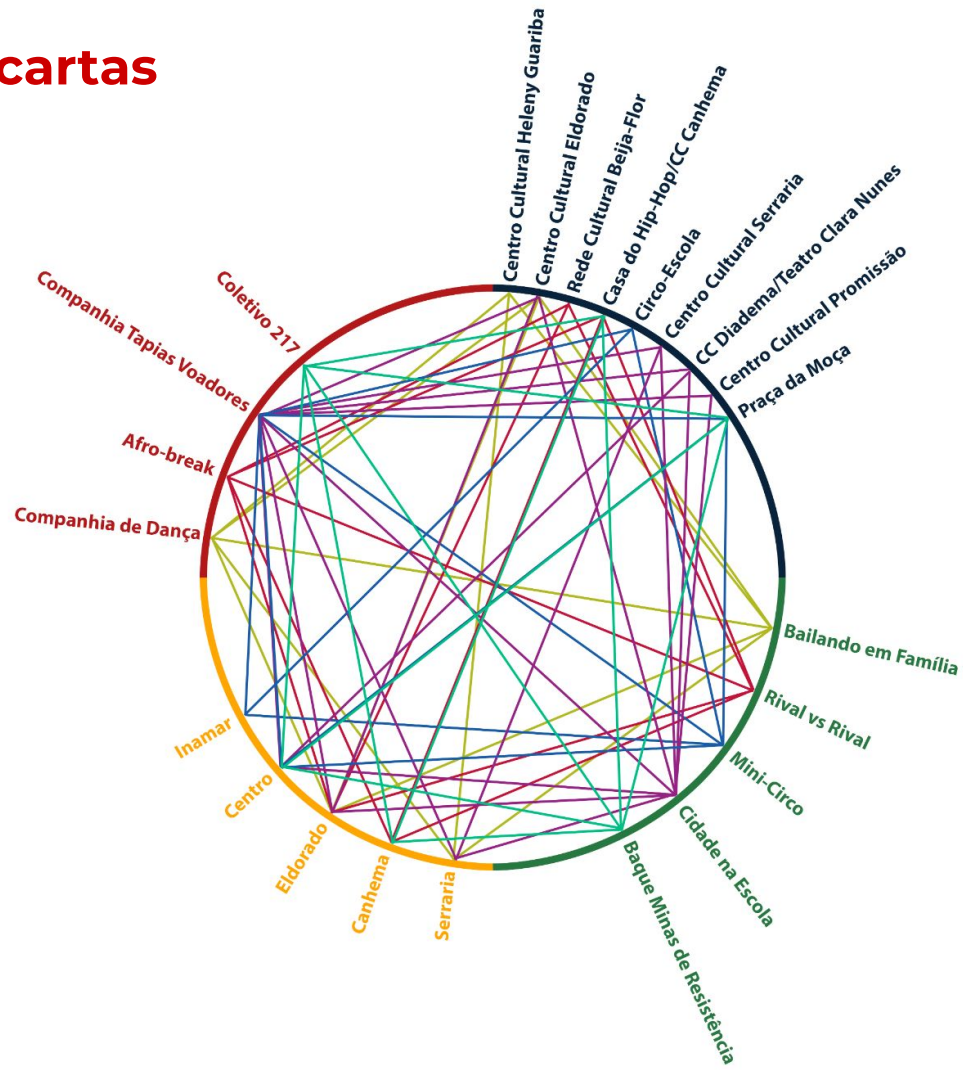 cartas
Centro Cultural Heleny Guariba
Centro Cultural Eldorado
Rede Cultural Beija-Flor
Casa do Hip-Hop/CC Canhema
Circo-Escola
Centro Cultural Serraria
CC Diadema/Teatro Clara Nunes
Centro Cultural Promissão
Praça da Moça
Bailando em Família
Rival vs Rival
Mini-Circo
Cidade na Escola
Baque Minas de Resistência
Serraria
Canhema
Eldorado
Centro
Inamar
Companhia de Dança
Afro-break
Companhia Tapias Voadores
Coletivo 217